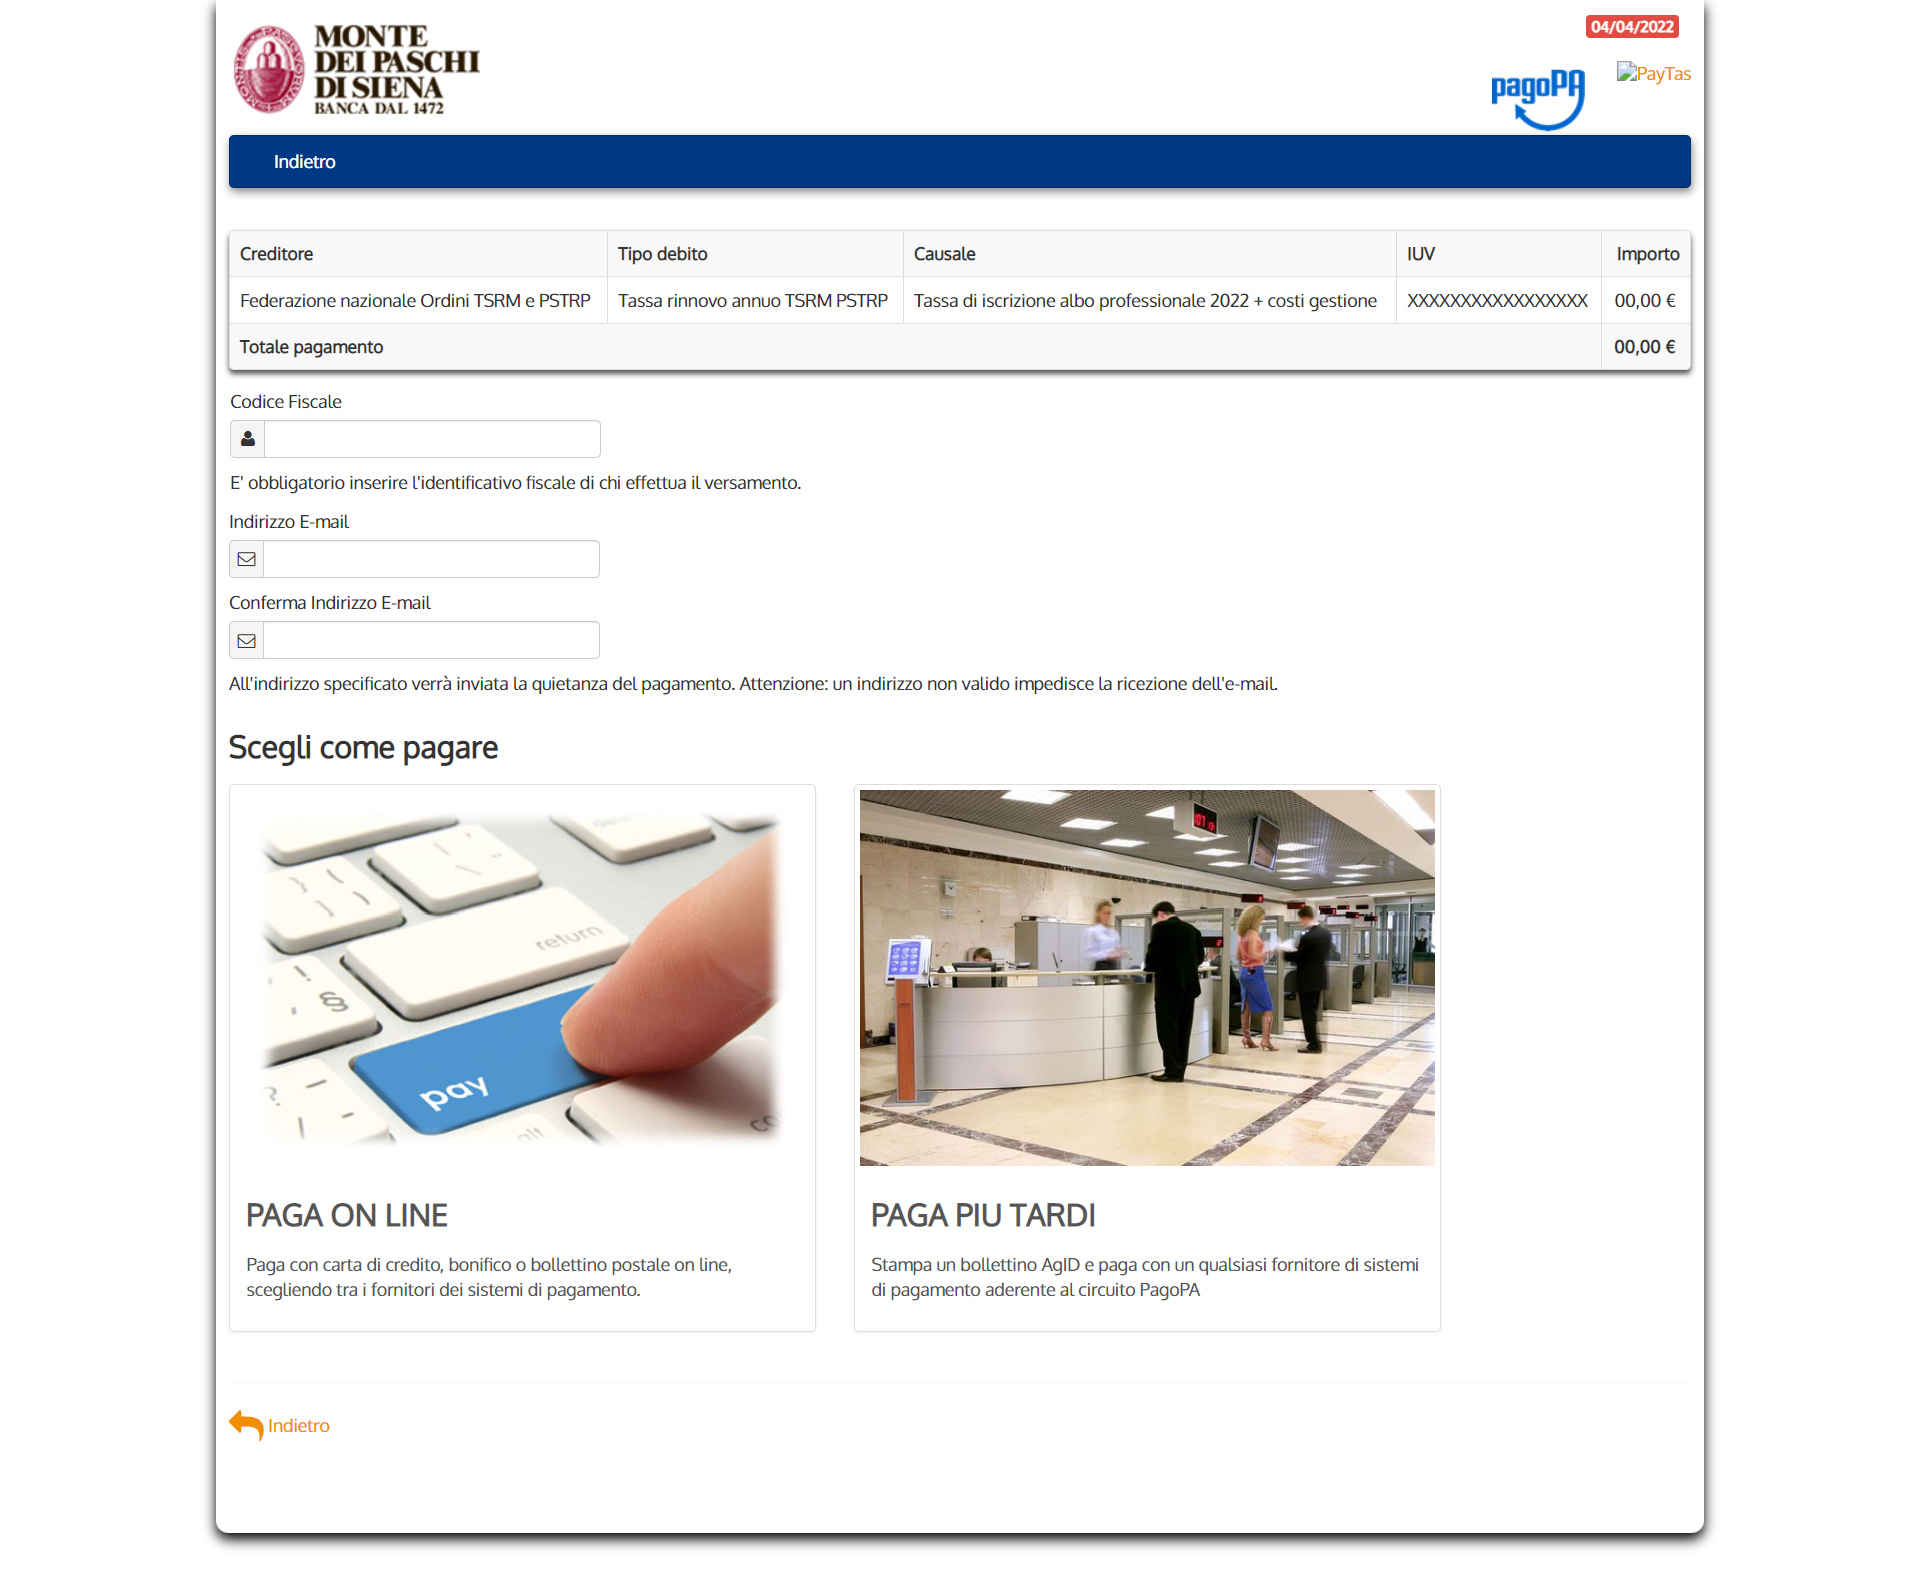 MONTE
DEI PASCHI
DI SIENA
BANCA DAL 1472
04/04/2022
pagoPA
PayTas
Indietro
Creditore Tipo debito Causale IUV Importo
Federazione nazionale Ordini TSRM e PSTRP Tassa rinnovo annuo TSRM PSTRP Tassa di iscrizione albo professionale 2022 + costi gestione XXXXXXXXXXXXXXXXX 00,00 €
Totale pagamento 00,00 €
Codice Fiscale
E' obbligatorio inserire l'identificativo fiscale di chi effettua il versamento.
Indirizzo E-mail
Conferma Indirizzo E-mail
All'indirizzo specificato verrà inviata la quietanza del pagamento. Attenzione: un indirizzo non valido impedisce la ricezione dell'e-mail.
Scegli come pagare
return
pay
alt
PAGA ON LINE
Paga con carta di credito, bonifico o bollettino postale on line,
scegliendo tra i fornitori dei sistemi di pagamento.
PAGA PIU TARDI
Stampa un bollettino AgID e paga con un qualsiasi fornitore di sistemi
di pagamento aderente al circuito PagoPA
Indietro